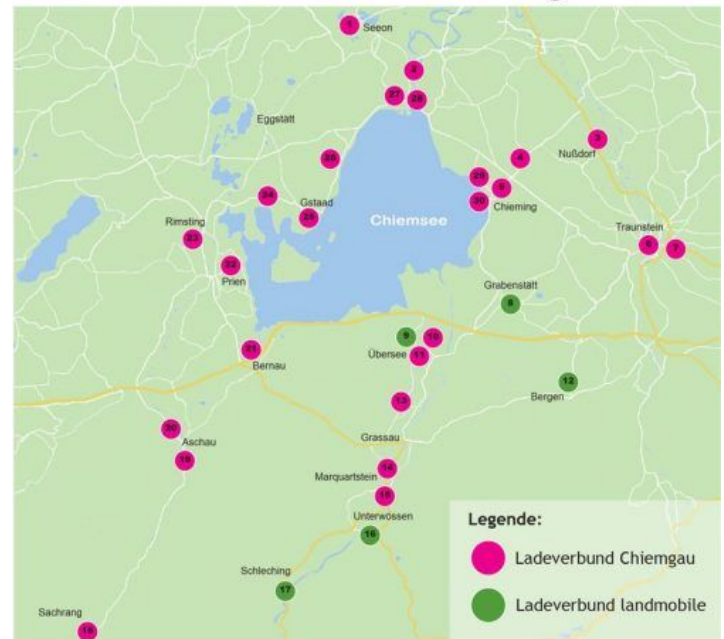 1
Seeon
2
27
28
Eggstätt
3
Nußdorf
4
26
29
5
24
30
Chieming
Gstaad
25
Chiemsee
Rimsting
Traunstein
23
6
7
22
Prien
Grabenstätt
8
9
10
21
Übersee
11
Bernau
12
Bergen
13
20
Grassau
Aschau
19
14
Marquartstein
15
Unterwössen
16
Legende:
Ladeverbund Chiemgau
Schleching
17
Ladeverbund landmobile
Sachrang
18